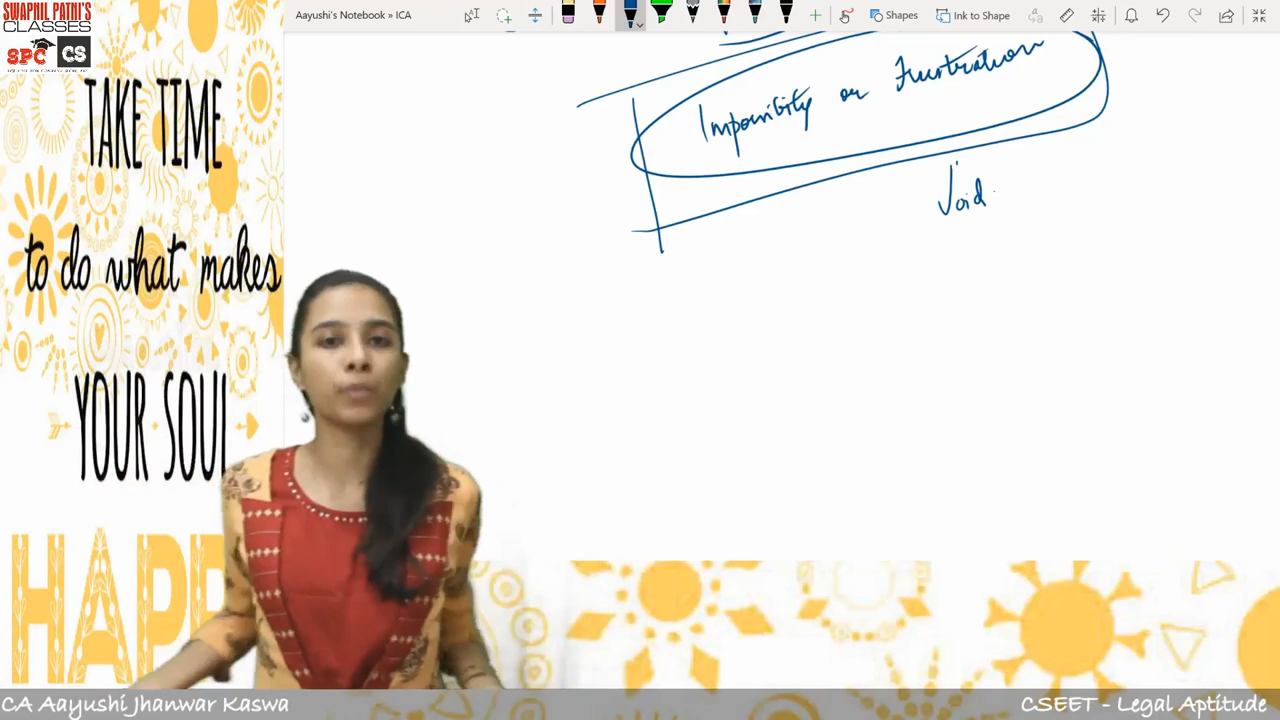 SWAPNIL PATNI'S
CLASSES
SPC CS
Aayushi's Notebook » ICA
Shapes
Ink to Shape
Impossibility or Frustration
Void
TAKE TIME
to do what makes
YOUR SOUL
HAPP
CA Aayushi Jhanwar Kaswa
CSEET - Legal Aptitude